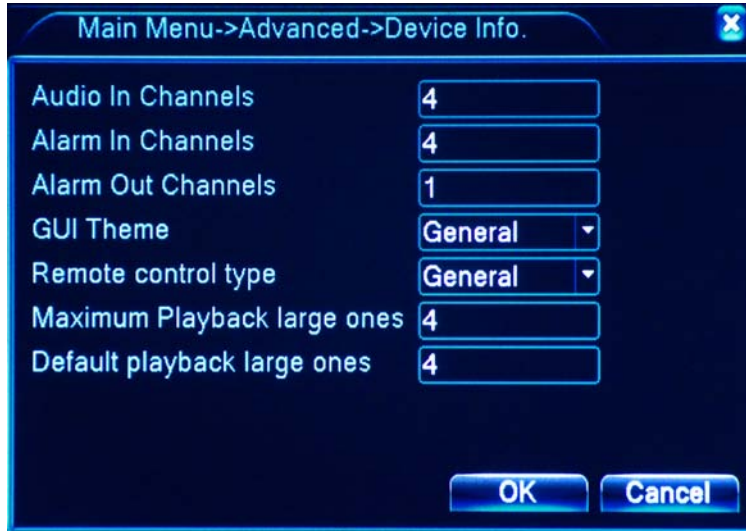 Main Menu->Advanced->Device Info.
Audio In Channels 4
Alarm In Channels 4
Alarm Out Channels 1
GUI Theme General
Remote control type General
Maximum Playback large ones 4
Default playback large ones 4
OK Cancel